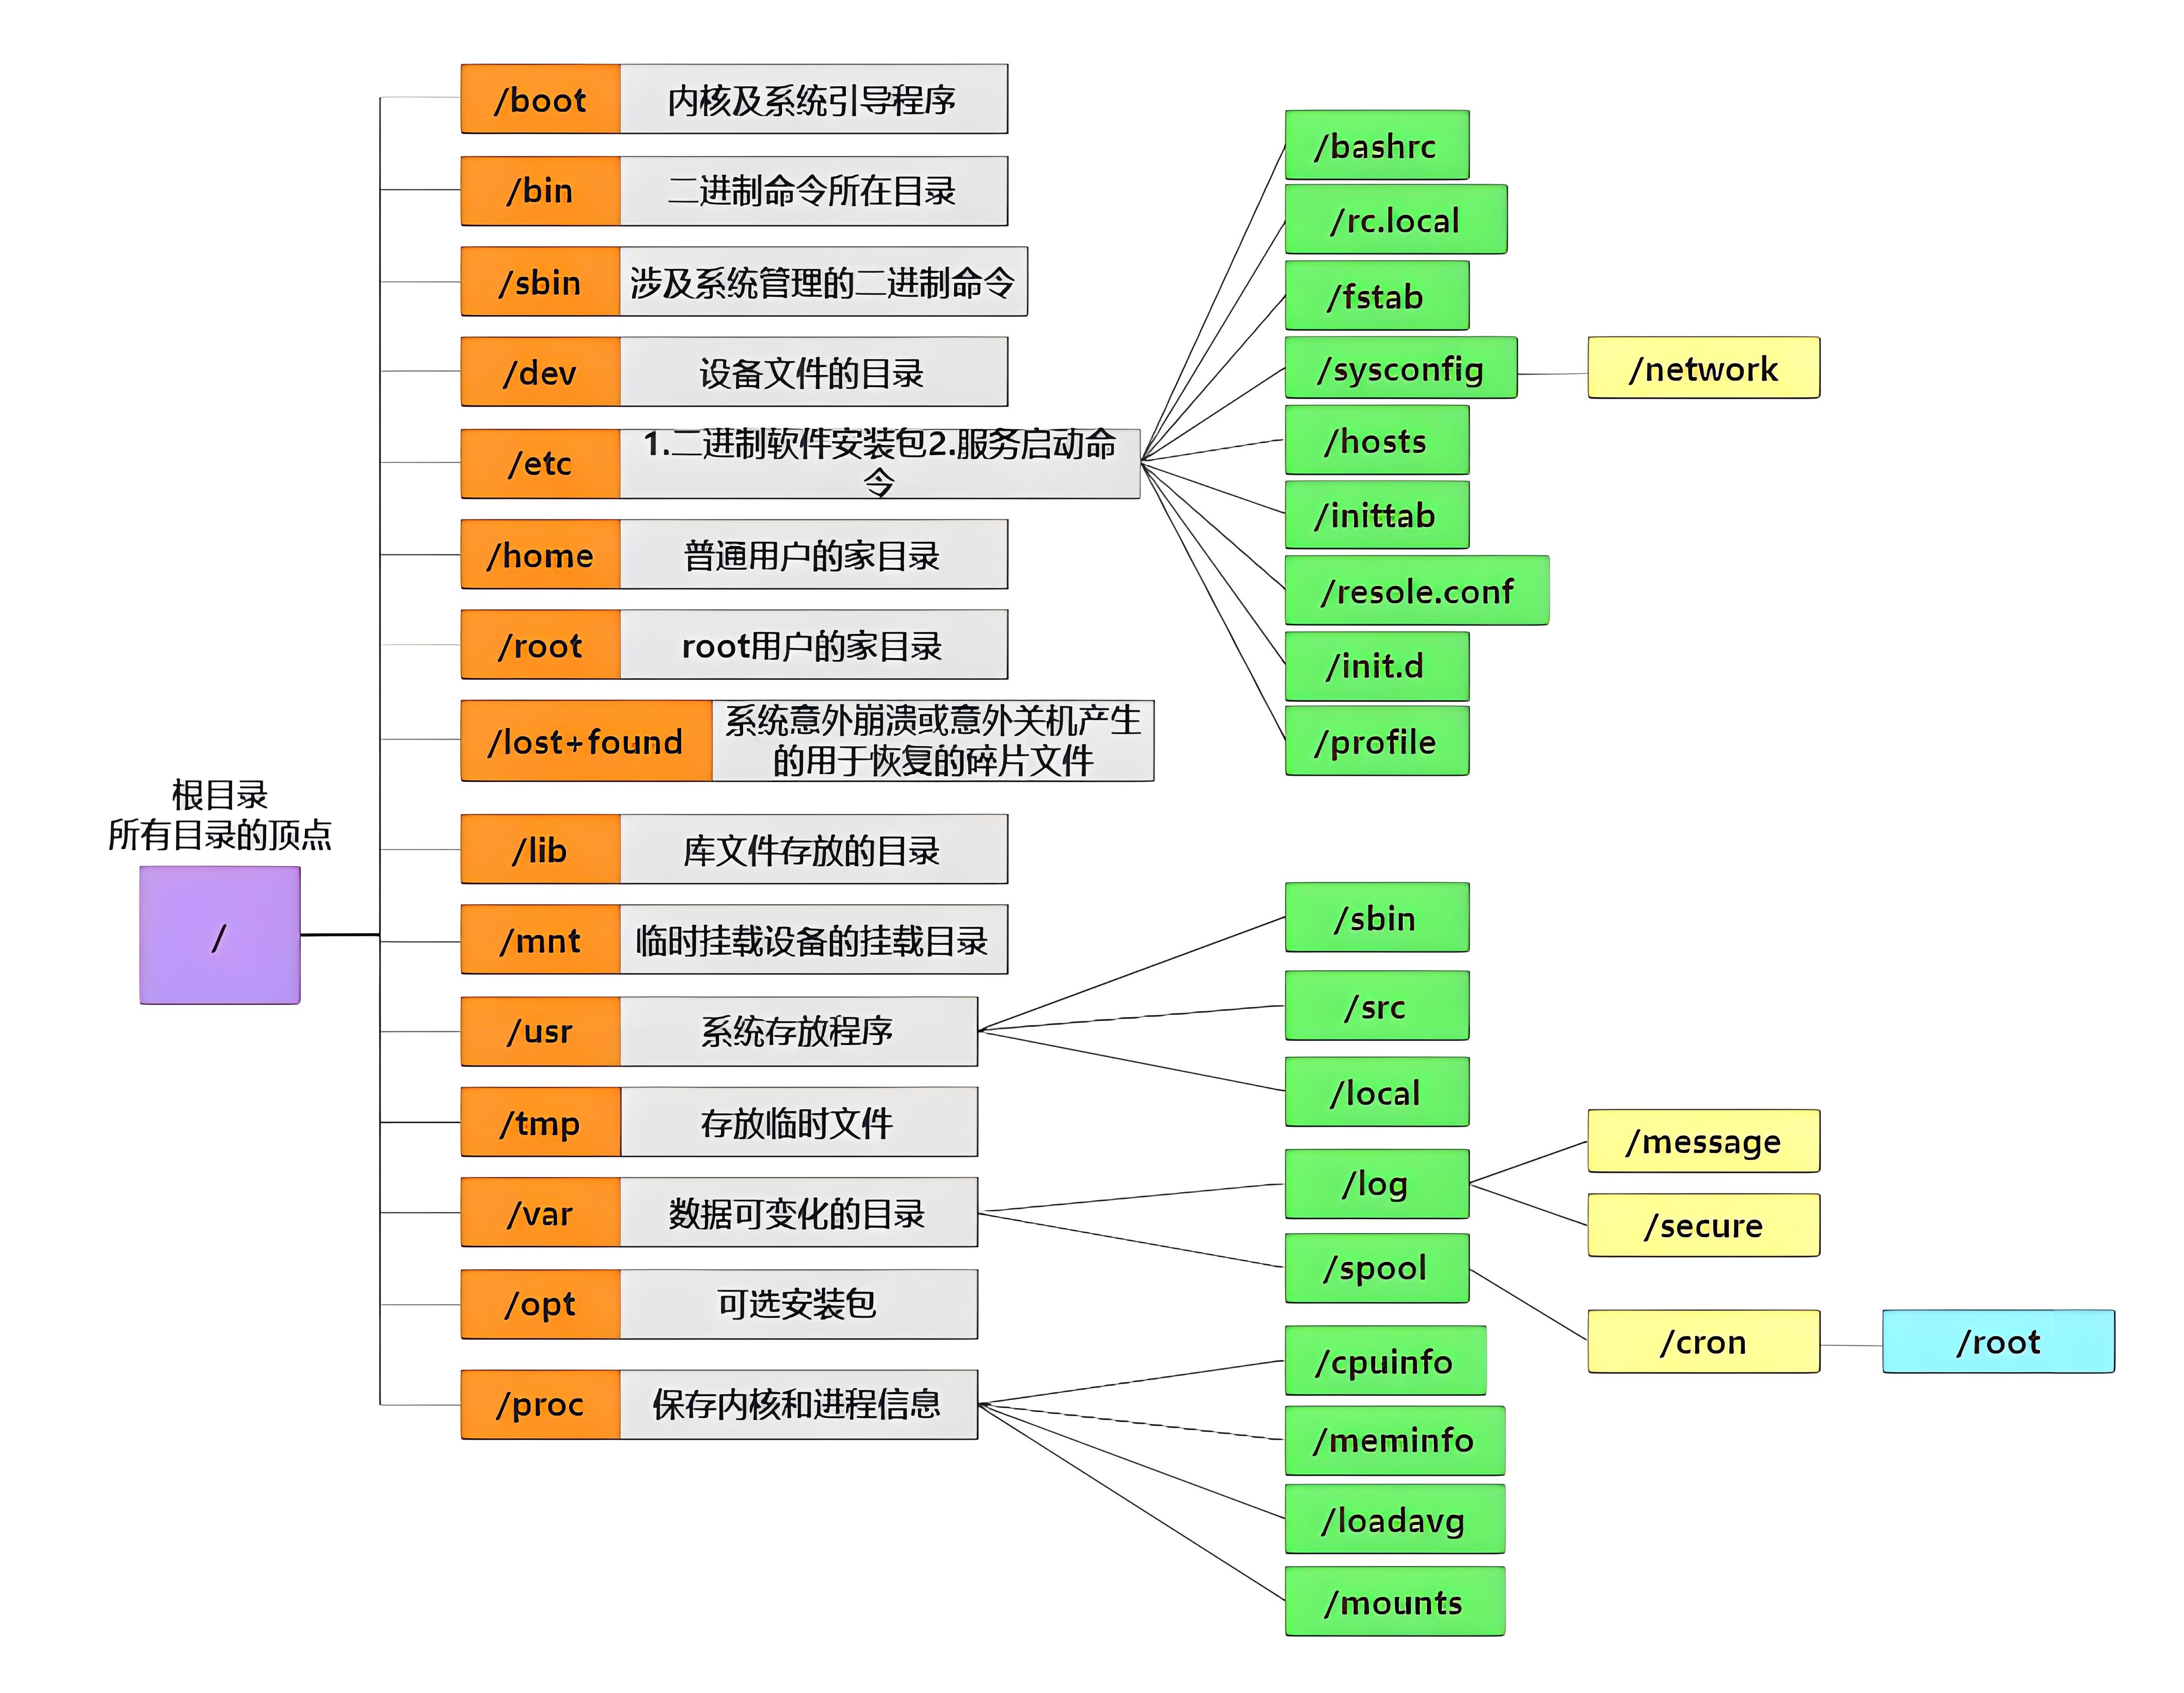 根目录
所有目录的顶点
/
/boot 内核及系统引导程序
/bin 二进制命令所在目录
/sbin 涉及系统管理的二进制命令
/dev 设备文件的目录
/etc 1.二进制软件安装包2.服务启动命
令
/home 普通用户的家目录
/root root用户的家目录
/lost+found 系统意外崩溃或意外关机产生
的用于恢复的碎片文件
/lib 库文件存放的目录
/mnt 临时挂载设备的挂载目录
/usr 系统存放程序
/tmp 存放临时文件
/var 数据可变化的目录
/opt 可选安装包
/proc 保存内核和进程信息
/bashrc
/rc.local
/fstab
/sysconfig
/network
/hosts
/inittab
/resole.conf
/init.d
/profile
/sbin
/src
/local
/log
/message
/secure
/spool
/cron
/root
/cpuinfo
/meminfo
/loadavg
/mounts